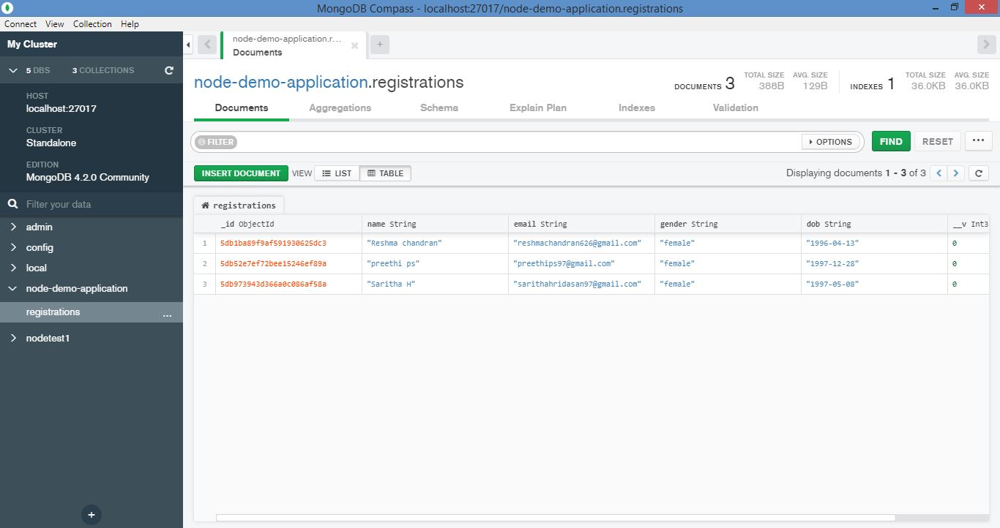 MongoDB Compass - localhost:27017/node-demo-application.registrations
Connect View Collection Help
My Cluster
5 DBS 3 COLLECTIONS
HOST
localhost:27017
CLUSTER
Standalone
EDITION
MongoDB 4.2.0 Community
Filter your data
admin
config
local
node-demo-application
registrations ...
nodetest1
+
node-demo-application.r...
Documents
+
node-demo-application.registrations
DOCUMENTS 3 TOTAL SIZE 388B AVG. SIZE 129B
INDEXES 1 TOTAL SIZE 36.0KB AVG. SIZE 36.0KB
Documents Aggregations Schema Explain Plan Indexes Validation
FILTER OPTIONS FIND RESET ...
INSERT DOCUMENT VIEW LIST TABLE Displaying documents 1 - 3 of 3
registrations
_id ObjectId name String email String gender String dob String __v Int3
1 5db1ba89f9af591930625dc3 "Reshma chandran" "reshmachandran626@gmail.com" "female" "1996-04-13" 0
2 5db52e7ef72bee15246ef89a "preethi ps" "preethips97@gmail.com" "female" "1997-12-28" 0
3 5db973943d366a0c086af58a "Saritha H" "sarithahridasan97@gmail.com" "female" "1997-05-08" 0